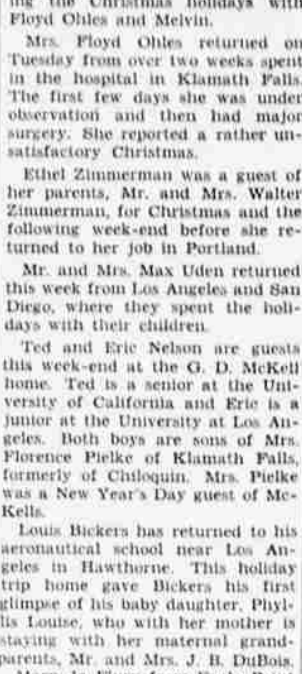 ing the Christmas holidays with
Floyd Ohles and Melvin.
Mrs. Floyd Ohles returned on
Tuesday from over two weeks spent
in the hospital in Klamath Falls.
The first few days she was under
observation and then had major
surgery. She reported a rather un-
satisfactory Christmas.
Ethel Zimmerman was a guest of
her parents, Mr. and Mrs. Walter
Zimmerman, for Christmas and the
following week-end before she re-
turned to her job in Portland.
Mr. and Mrs. Max Uden returned
this week from Los Angeles and San
Diego, where they spent the holi-
days with their children.
Ted and Eric Nelson are guests
this week-end at the G. D. McKell
home. Ted is a senior at the Uni-
versity of California and Eric is a
junior at the University at Los An-
geles. Both boys are sons of Mrs.
Florence Pielke of Klamath Falls,
formerly of Chiloquin. Mrs. Pielke
was a New Year's Day guest of Mc-
Kells.
Louis Bickers has returned to his
aeronautical school near Los An-
geles in Hawthorne. This holiday
trip home gave Bickers his first
glimpse of his baby daughter, Phyl-
lis Louise, who with her mother is
staying with her maternal grand-
parents, Mr. and Mrs. J. B. DuBois.